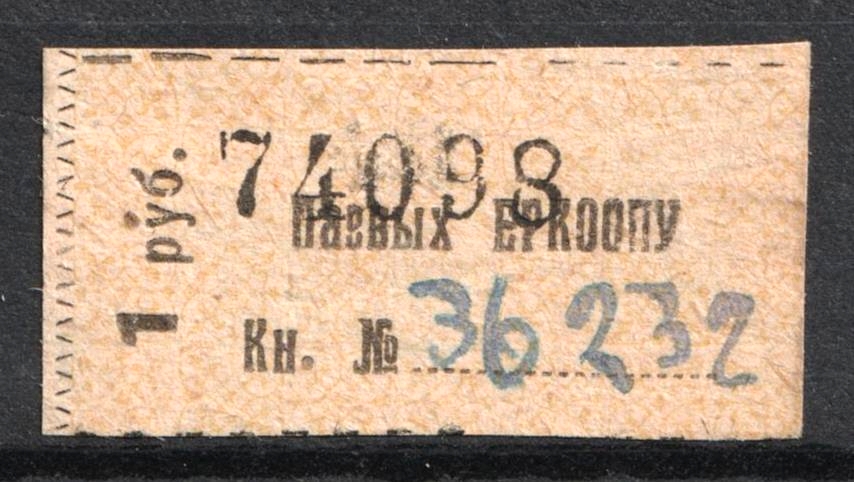 1 руб.
74098
Паевых ЕРКООПУ
Кн. № 36232